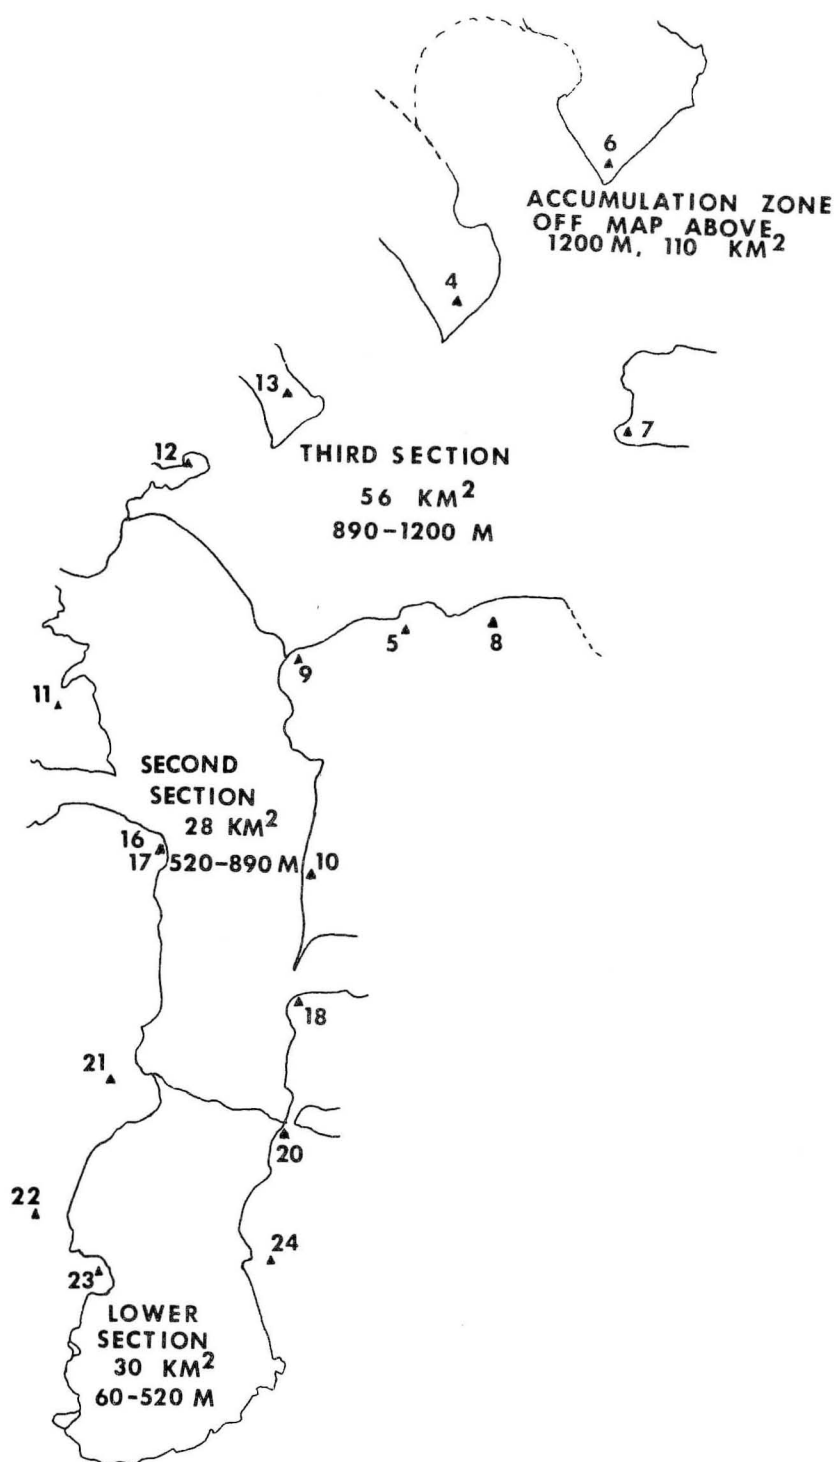 6
ACCUMULATION ZONE
OFF MAP ABOVE
1200 M, 110 KM²
4
13
7
12
THIRD SECTION
56 KM²
890-1200 M
5
8
9
11
SECOND
SECTION
28 KM²
16
17 520-890 M 10
18
21
20
22
24
23
LOWER
SECTION
30 KM²
60-520 M